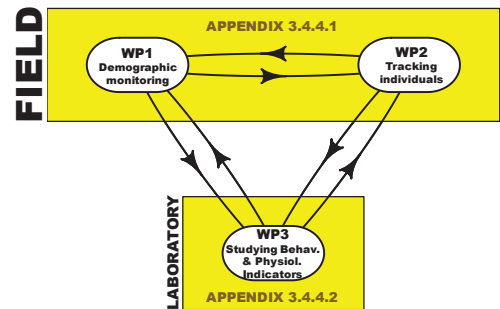 FIELD
APPENDIX 3.4.4.1
WP1
Demographic
monitoring
WP2
Tracking
individuals
LABORATORY
WP3
Studying Behav.
& Physiol.
Indicators
APPENDIX 3.4.4.2